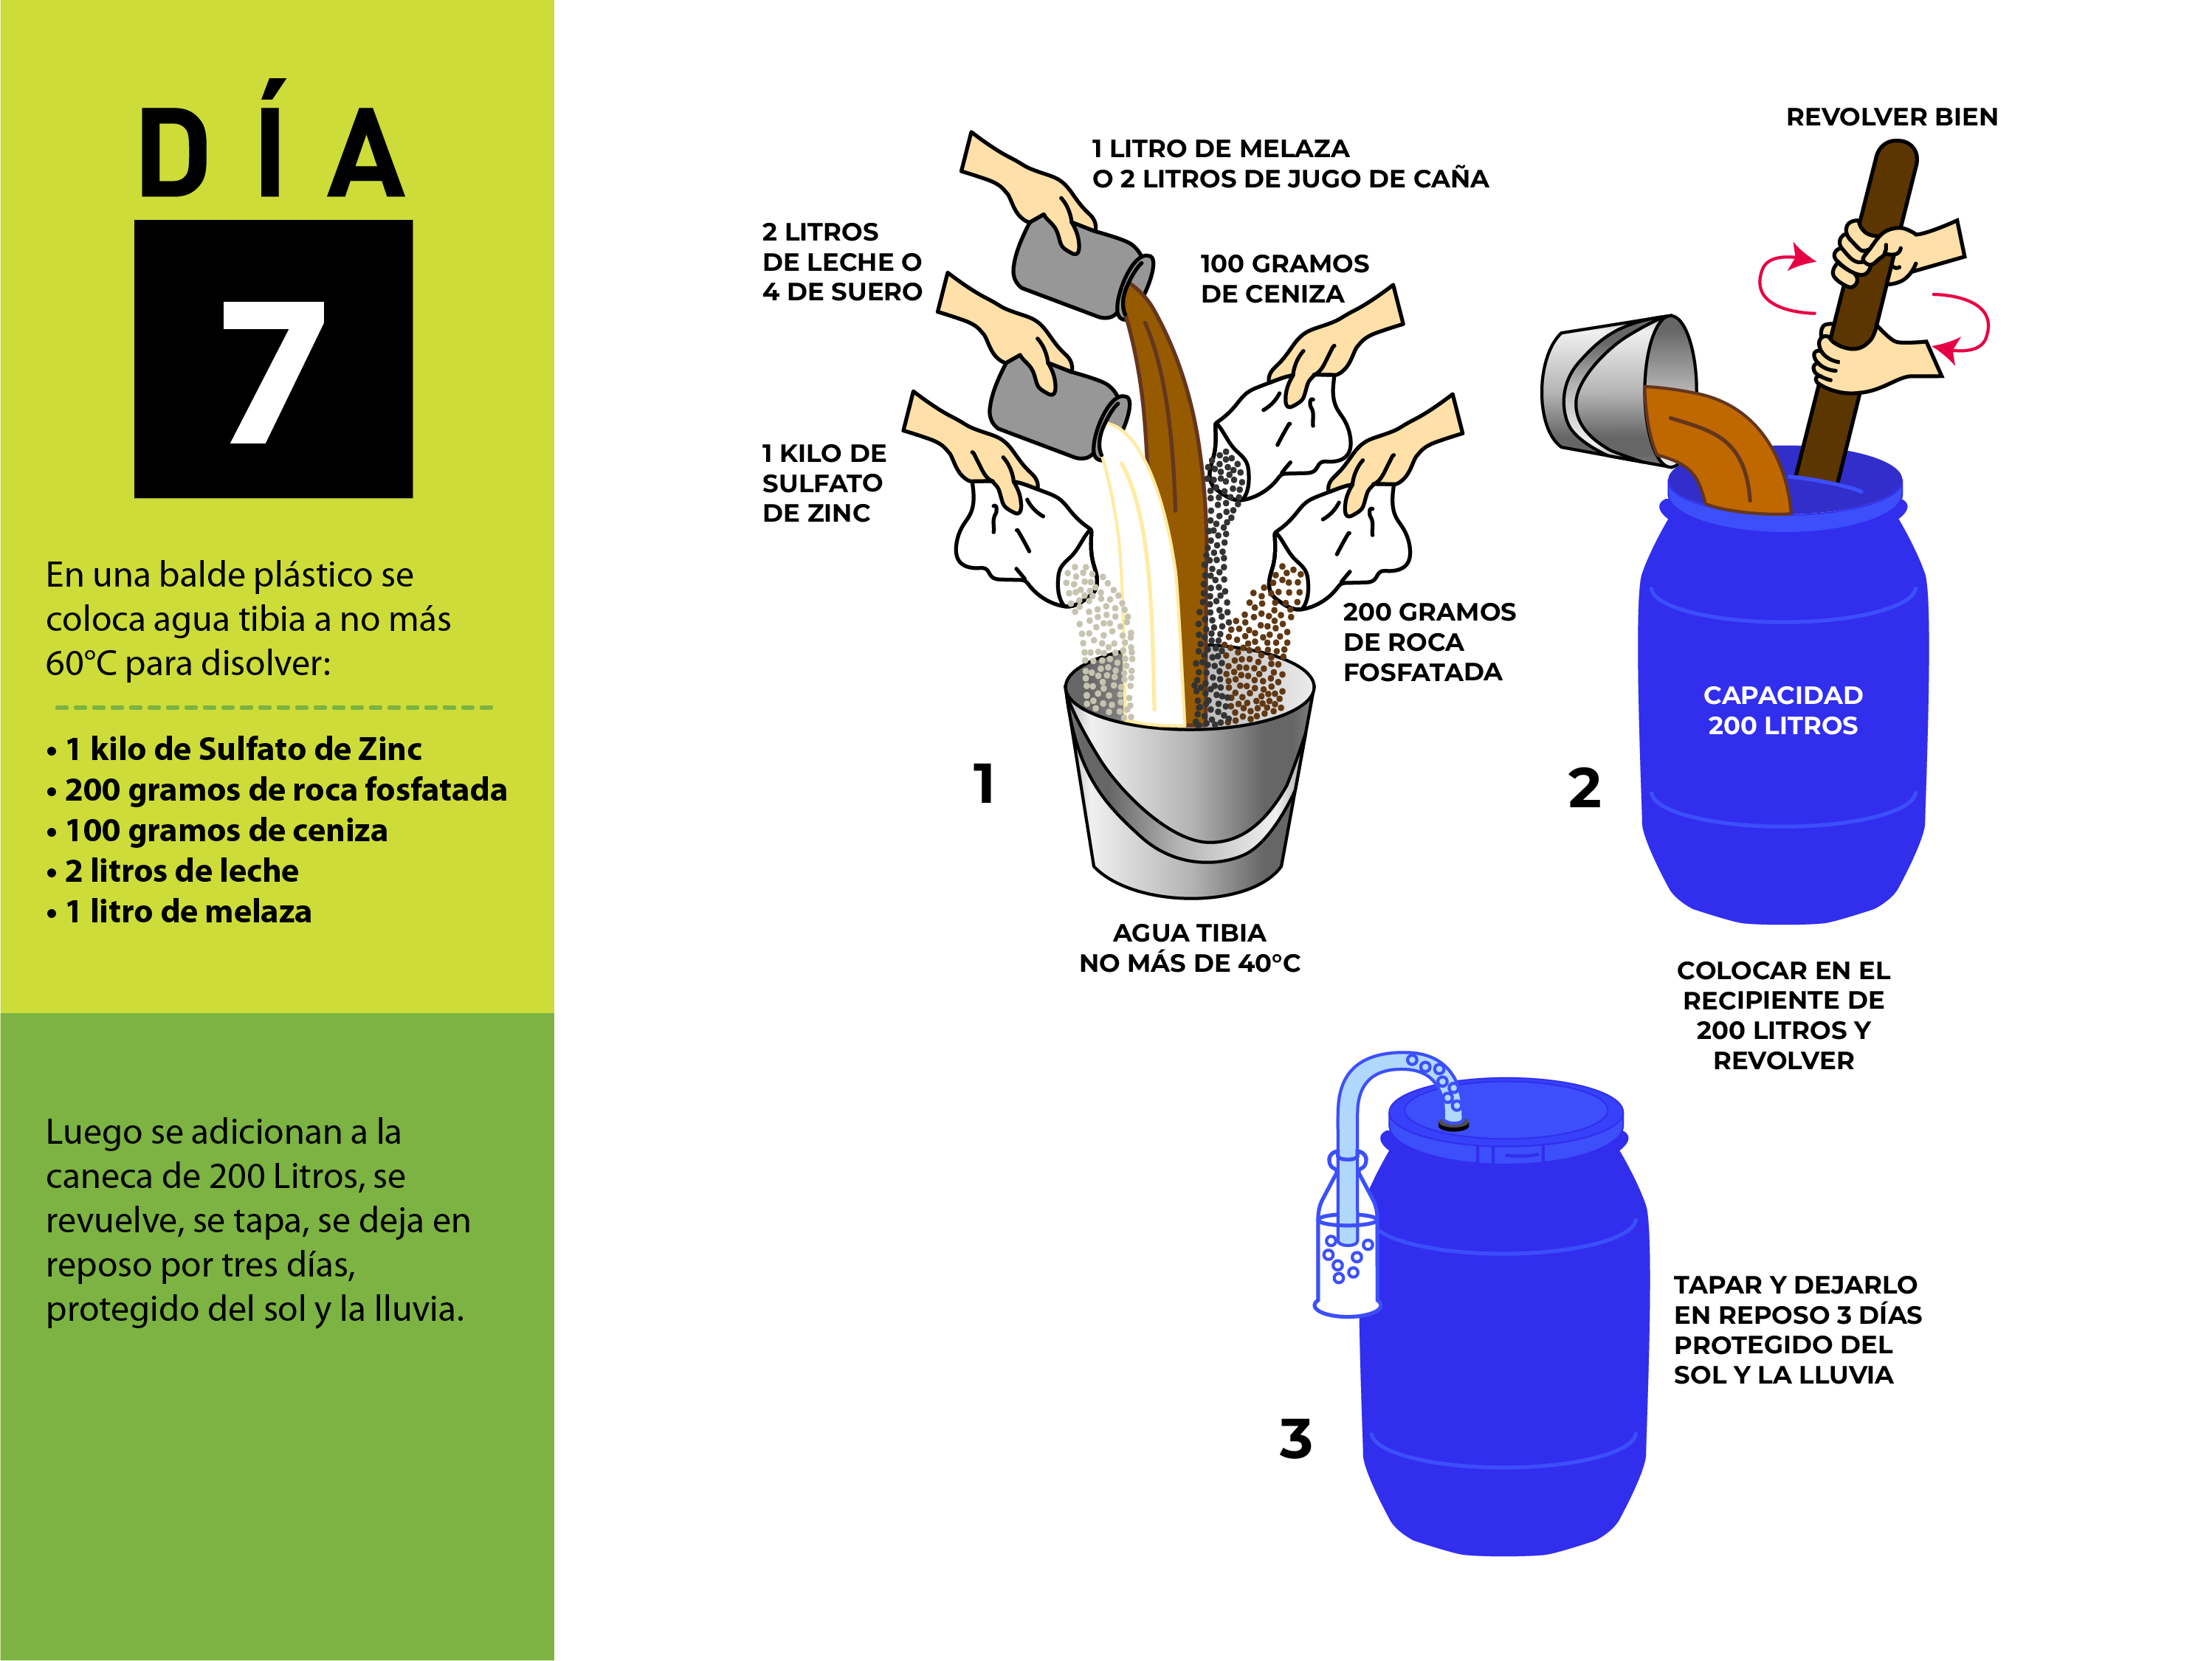 DÍA
7
En una balde plástico se
coloca agua tibia a no más
60°C para disolver:
• 1 kilo de Sulfato de Zinc
• 200 gramos de roca fosfatada
• 100 gramos de ceniza
• 2 litros de leche
• 1 litro de melaza
Luego se adicionan a la
caneca de 200 Litros, se
revuelve, se tapa, se deja en
reposo por tres días,
protegido del sol y la lluvia.
1 LITRO DE MELAZA
O 2 LITROS DE JUGO DE CAÑA
2 LITROS
DE LECHE O
4 DE SUERO
100 GRAMOS
DE CENIZA
1 KILO DE
SULFATO
DE ZINC
200 GRAMOS
DE ROCA
FOSFATADA
1
AGUA TIBIA
NO MÁS DE 40°C
REVOLVER BIEN
CAPACIDAD
200 LITROS
2
COLOCAR EN EL
RECIPIENTE DE
200 LITROS Y
REVOLVER
TAPAR Y DEJARLO
EN REPOSO 3 DÍAS
PROTEGIDO DEL
SOL Y LA LLUVIA
3